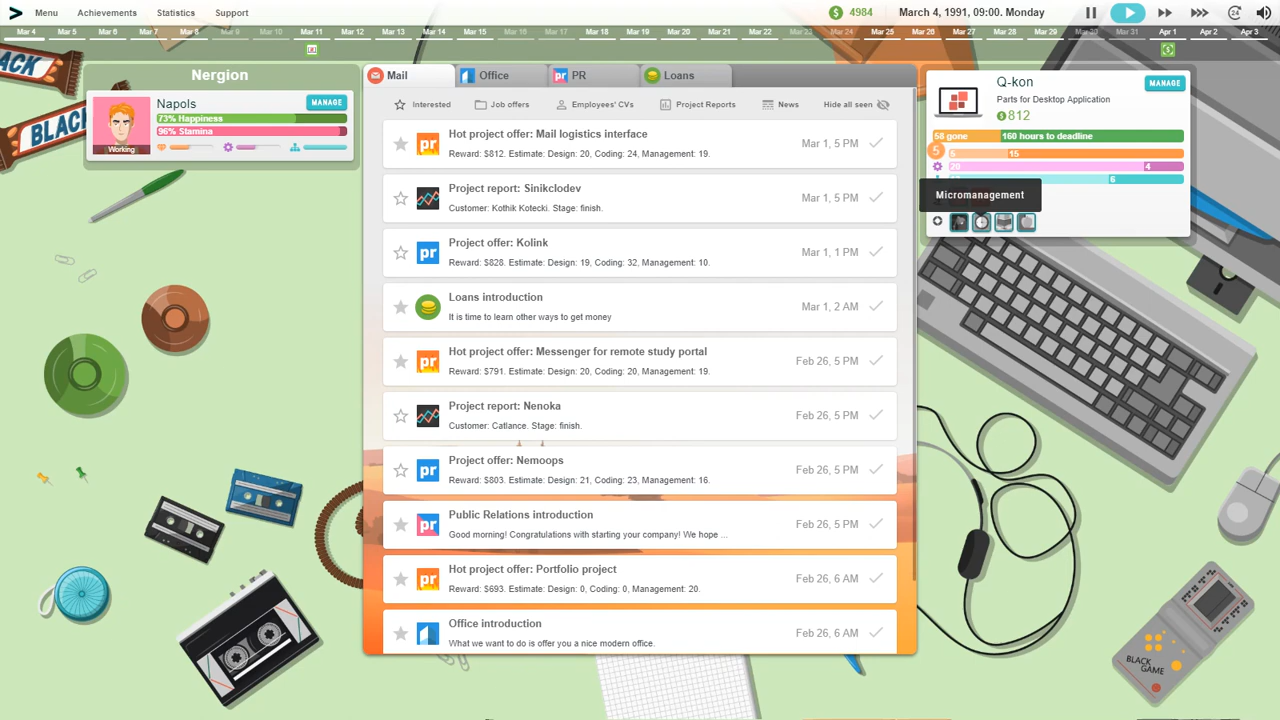 > Menu Achievements Statistics Support 4984 March 4, 1991, 09:00. Monday 24
Mar 4 Mar 5 Mar 6 Mar 7 Mar 8 Mar 9 Mar 10 Mar 11 Mar 12 Mar 13 Mar 14 Mar 15 Mar 16 Mar 17 Mar 18 Mar 19 Mar 20 Mar 21 Mar 22 Mar 23 Mar 24 Mar 25 Mar 26 Mar 27 Mar 28 Mar 29 Mar 30 Mar 31 Apr 1 Apr 2 Apr 3
BLACK
BLACK
Nergion
Napols
MANAGE
73% Happiness
96% Stamina
Working
Mail Office PR Loans
Interested Job offers Employees' CVs Project Reports News Hide all seen
pr Hot project offer: Mail logistics interface
Reward: $812. Estimate: Design: 20, Coding: 24, Management: 19.
Mar 1, 5 PM
Project report: Sinikclodev
Customer: Kothik Kotecki. Stage: finish.
Mar 1, 5 PM
pr Project offer: Kolink
Reward: $828. Estimate: Design: 19, Coding: 32, Management: 10.
Mar 1, 1 PM
Loans introduction
It is time to learn other ways to get money
Mar 1, 2 AM
pr Hot project offer: Messenger for remote study portal
Reward: $791. Estimate: Design: 20, Coding: 20, Management: 19.
Feb 26, 5 PM
Project report: Nenoka
Customer: Catlance. Stage: finish.
Feb 26, 5 PM
pr Project offer: Nemoops
Reward: $803. Estimate: Design: 21, Coding: 23, Management: 16.
Feb 26, 5 PM
pr Public Relations introduction
Good morning! Congratulations with starting your company! We hope ...
Feb 26, 5 PM
pr Hot project offer: Portfolio project
Reward: $693. Estimate: Design: 0, Coding: 0, Management: 20.
Feb 26, 6 AM
Office introduction
What we want to do is offer you a nice modern office.
Feb 26, 6 AM
Q-kon
MANAGE
Parts for Desktop Application
812
58 gone 160 hours to deadline
5 5 15
20 4
6
Micromanagement
BLACK
GAME